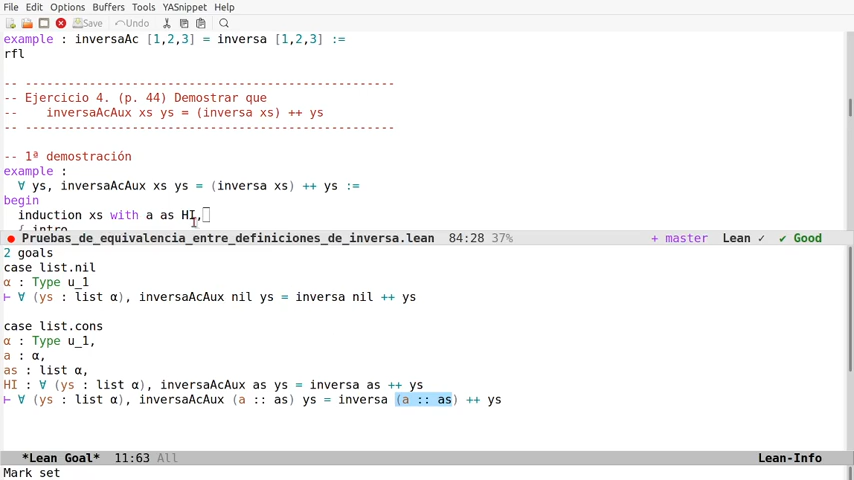 File Edit Options Buffers Tools YASnippet Help
Save Undo
example : inversaAc [1,2,3] = inversa [1,2,3] :=
rfl
-- ---------------------------------------------------
-- Ejercicio 4. (p. 44) Demostrar que
--    inversaAcAux xs ys = (inversa xs) ++ ys
-- ---------------------------------------------------
-- 1ª demostración
example :
  ∀ ys, inversaAcAux xs ys = (inversa xs) ++ ys :=
begin
  induction xs with a as HI,
  { intro
Pruebas_de_equivalencia_entre_definiciones_de_inversa.lean 84:28 37% + master Lean ✓ ✔ Good
2 goals
case list.nil
α : Type u_1
⊢ ∀ (ys : list α), inversaAcAux nil ys = inversa nil ++ ys
case list.cons
α : Type u_1,
a : α,
as : list α,
HI : ∀ (ys : list α), inversaAcAux as ys = inversa as ++ ys
⊢ ∀ (ys : list α), inversaAcAux (a :: as) ys = inversa (a :: as) ++ ys
*Lean Goal* 11:63 All Lean-Info
Mark set